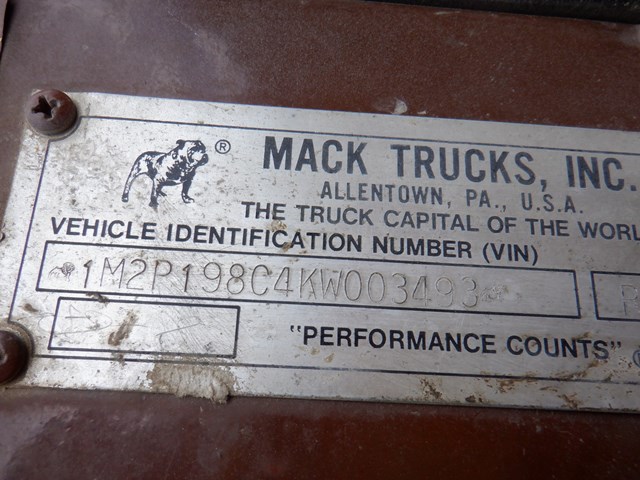 ®
MACK TRUCKS, INC.
ALLENTOWN, PA., U.S.A.
THE TRUCK CAPITAL OF THE WORL
VEHICLE IDENTIFICATION NUMBER (VIN)
1M2P198C4KW003493
"PERFORMANCE COUNTS"